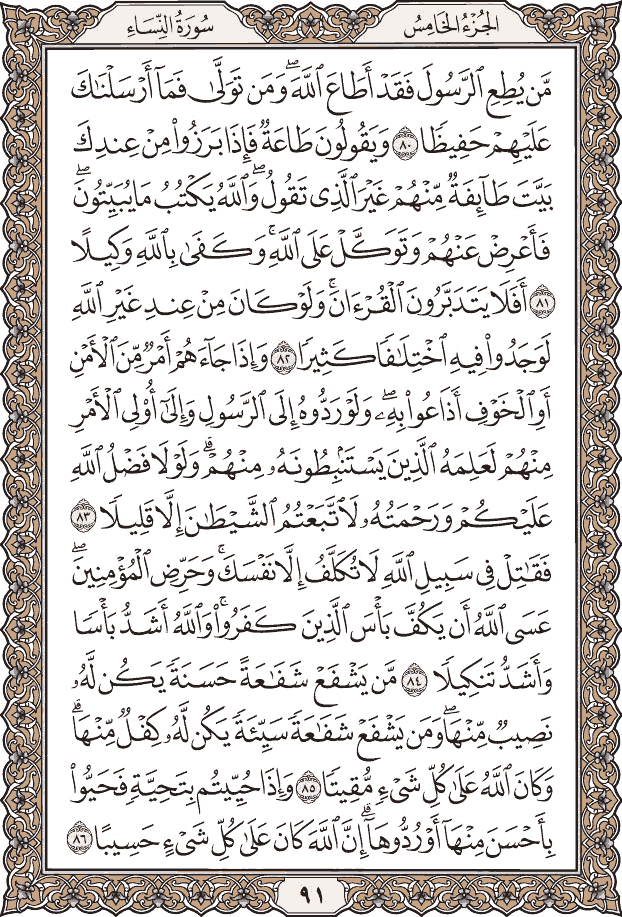 الجُزْءُ الخَامِسُ
سُورَةُ النِّسَاءِ
مَّن يُطِعِ ٱلرَّسُولَ فَقَدْ أَطَاعَ ٱللَّهَۖ وَمَن تَوَلَّىٰ فَمَآ أَرْسَلْنَٰكَ
عَلَيْهِمْ حَفِيظٗا ٨٠ وَيَقُولُونَ طَاعَةٞ فَإِذَا بَرَزُواْ مِنْ عِندِكَ
بَيَّتَ طَآئِفَةٞ مِّنْهُمْ غَيْرَ ٱلَّذِي تَقُولُۖ وَٱللَّهُ يَكْتُبُ مَا يُبَيِّتُونَۖ
فَأَعْرِضْ عَنْهُمْ وَتَوَكَّلْ عَلَى ٱللَّهِۚ وَكَفَىٰ بِٱللَّهِ وَكِيلًا
٨١ أَفَلَا يَتَدَبَّرُونَ ٱلْقُرْءَانَۚ وَلَوْ كَانَ مِنْ عِندِ غَيْرِ ٱللَّهِ
لَوَجَدُواْ فِيهِ ٱخْتِلَٰفٗا كَثِيرٗا ٨٢ وَإِذَا جَآءَهُمْ أَمْرٞ مِّنَ ٱلْأَمْنِ
أَوِ ٱلْخَوْفِ أَذَاعُواْ بِهِۦۖ وَلَوْ رَدُّوهُ إِلَى ٱلرَّسُولِ وَإِلَىٰٓ أُوْلِي ٱلْأَمْرِ
مِنْهُمْ لَعَلِمَهُ ٱلَّذِينَ يَسْتَنۢبِطُونَهُۥ مِنْهُمْۗ وَلَوْلَا فَضْلُ ٱللَّهِ
عَلَيْكُمْ وَرَحْمَتُهُۥ لَٱتَّبَعْتُمُ ٱلشَّيْطَٰنَ إِلَّا قَلِيلٗا ٨٣
فَقَٰتِلْ فِي سَبِيلِ ٱللَّهِ لَا تُكَلَّفُ إِلَّا نَفْسَكَۚ وَحَرِّضِ ٱلْمُؤْمِنِينَۖ
عَسَى ٱللَّهُ أَن يَكُفَّ بَأْسَ ٱلَّذِينَ كَفَرُواْۚ وَٱللَّهُ أَشَدُّ بَأْسٗا
وَأَشَدُّ تَنكِيلٗا ٨٤ مَّن يَشْفَعْ شَفَٰعَةً حَسَنَةٗ يَكُن لَّهُۥ
نَصِيبٞ مِّنْهَاۖ وَمَن يَشْفَعْ شَفَٰعَةٗ سَيِّئَةٗ يَكُن لَّهُۥ كِفْلٞ مِّنْهَاۗ
وَكَانَ ٱللَّهُ عَلَىٰ كُلِّ شَيْءٖ مُّقِيتٗا ٨٥ وَإِذَا حُيِّيتُم بِتَحِيَّةٖ فَحَيُّواْ
بِأَحْسَنَ مِنْهَآ أَوْ رُدُّوهَآۗ إِنَّ ٱللَّهَ كَانَ عَلَىٰ كُلِّ شَيْءٍ حَسِيبًا ٨٦
٩١